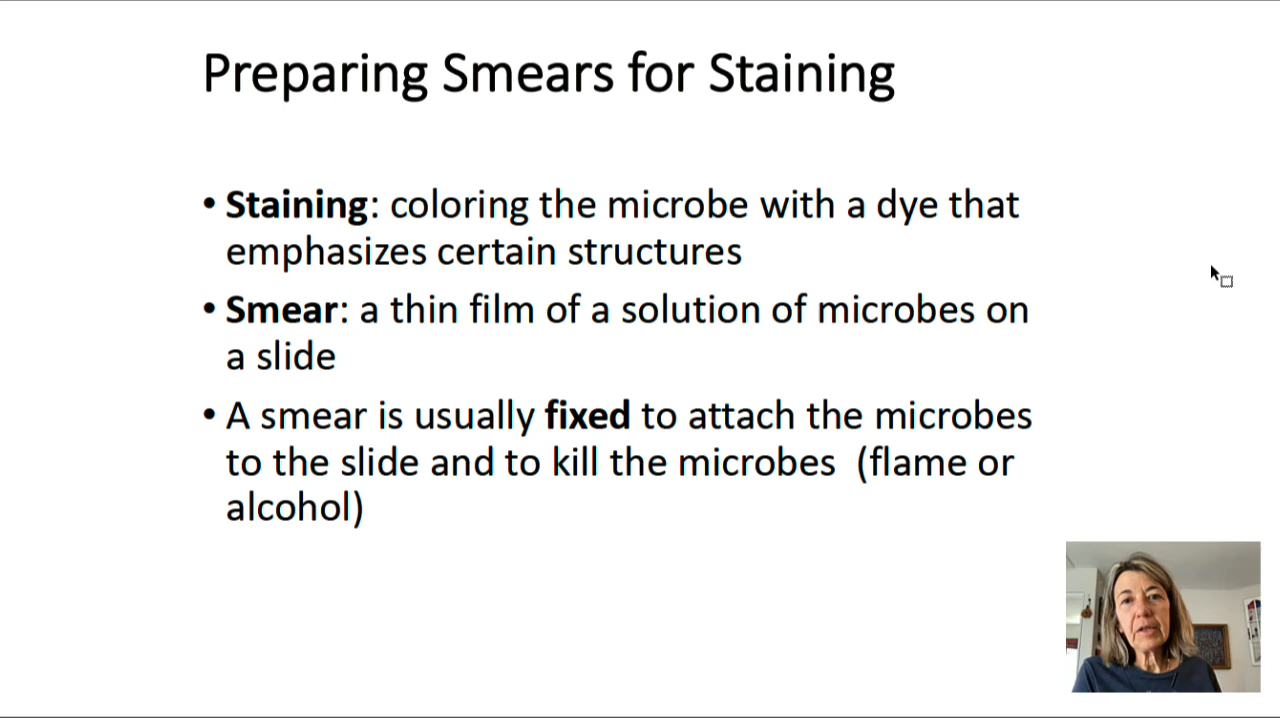 Preparing Smears for Staining
• Staining: coloring the microbe with a dye that
emphasizes certain structures
• Smear: a thin film of a solution of microbes on
a slide
• A smear is usually fixed to attach the microbes
to the slide and to kill the microbes  (flame or
alcohol)